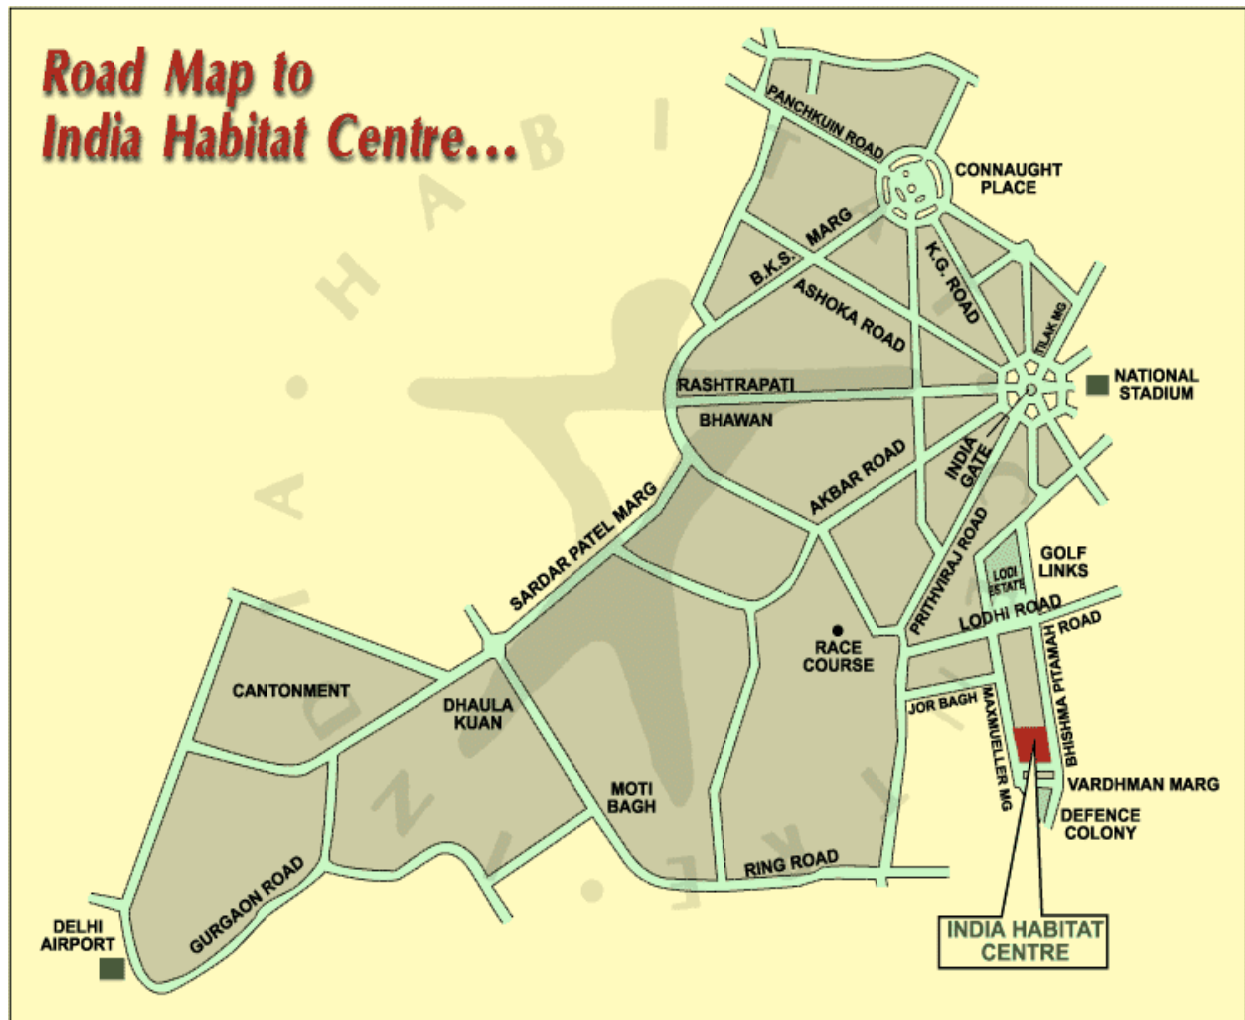 Road Map to
India Habitat Centre...
PANCHKUIN ROAD
CONNAUGHT
PLACE
B.K.S. MARG
K.G. ROAD
ASHOKA ROAD
TILAK MG
RASHTRAPATI
BHAWAN
NATIONAL
STADIUM
INDIA
GATE
AKBAR ROAD
SARDAR PATEL MARG
PRITHVIRAJ ROAD
GOLF
LINKS
LODI
ESTATE
LODHI ROAD
ROAD
RACE
COURSE
CANTONMENT
DHAULA
KUAN
JOR BAGH
MAXMUELLER MG
BHISHMA PITAMAH
MOTI
BAGH
VARDHMAN MARG
DEFENCE
COLONY
RING ROAD
GURGAON ROAD
DELHI
AIRPORT
INDIA HABITAT
CENTRE
INDIA · HABITAT CENTRE ·